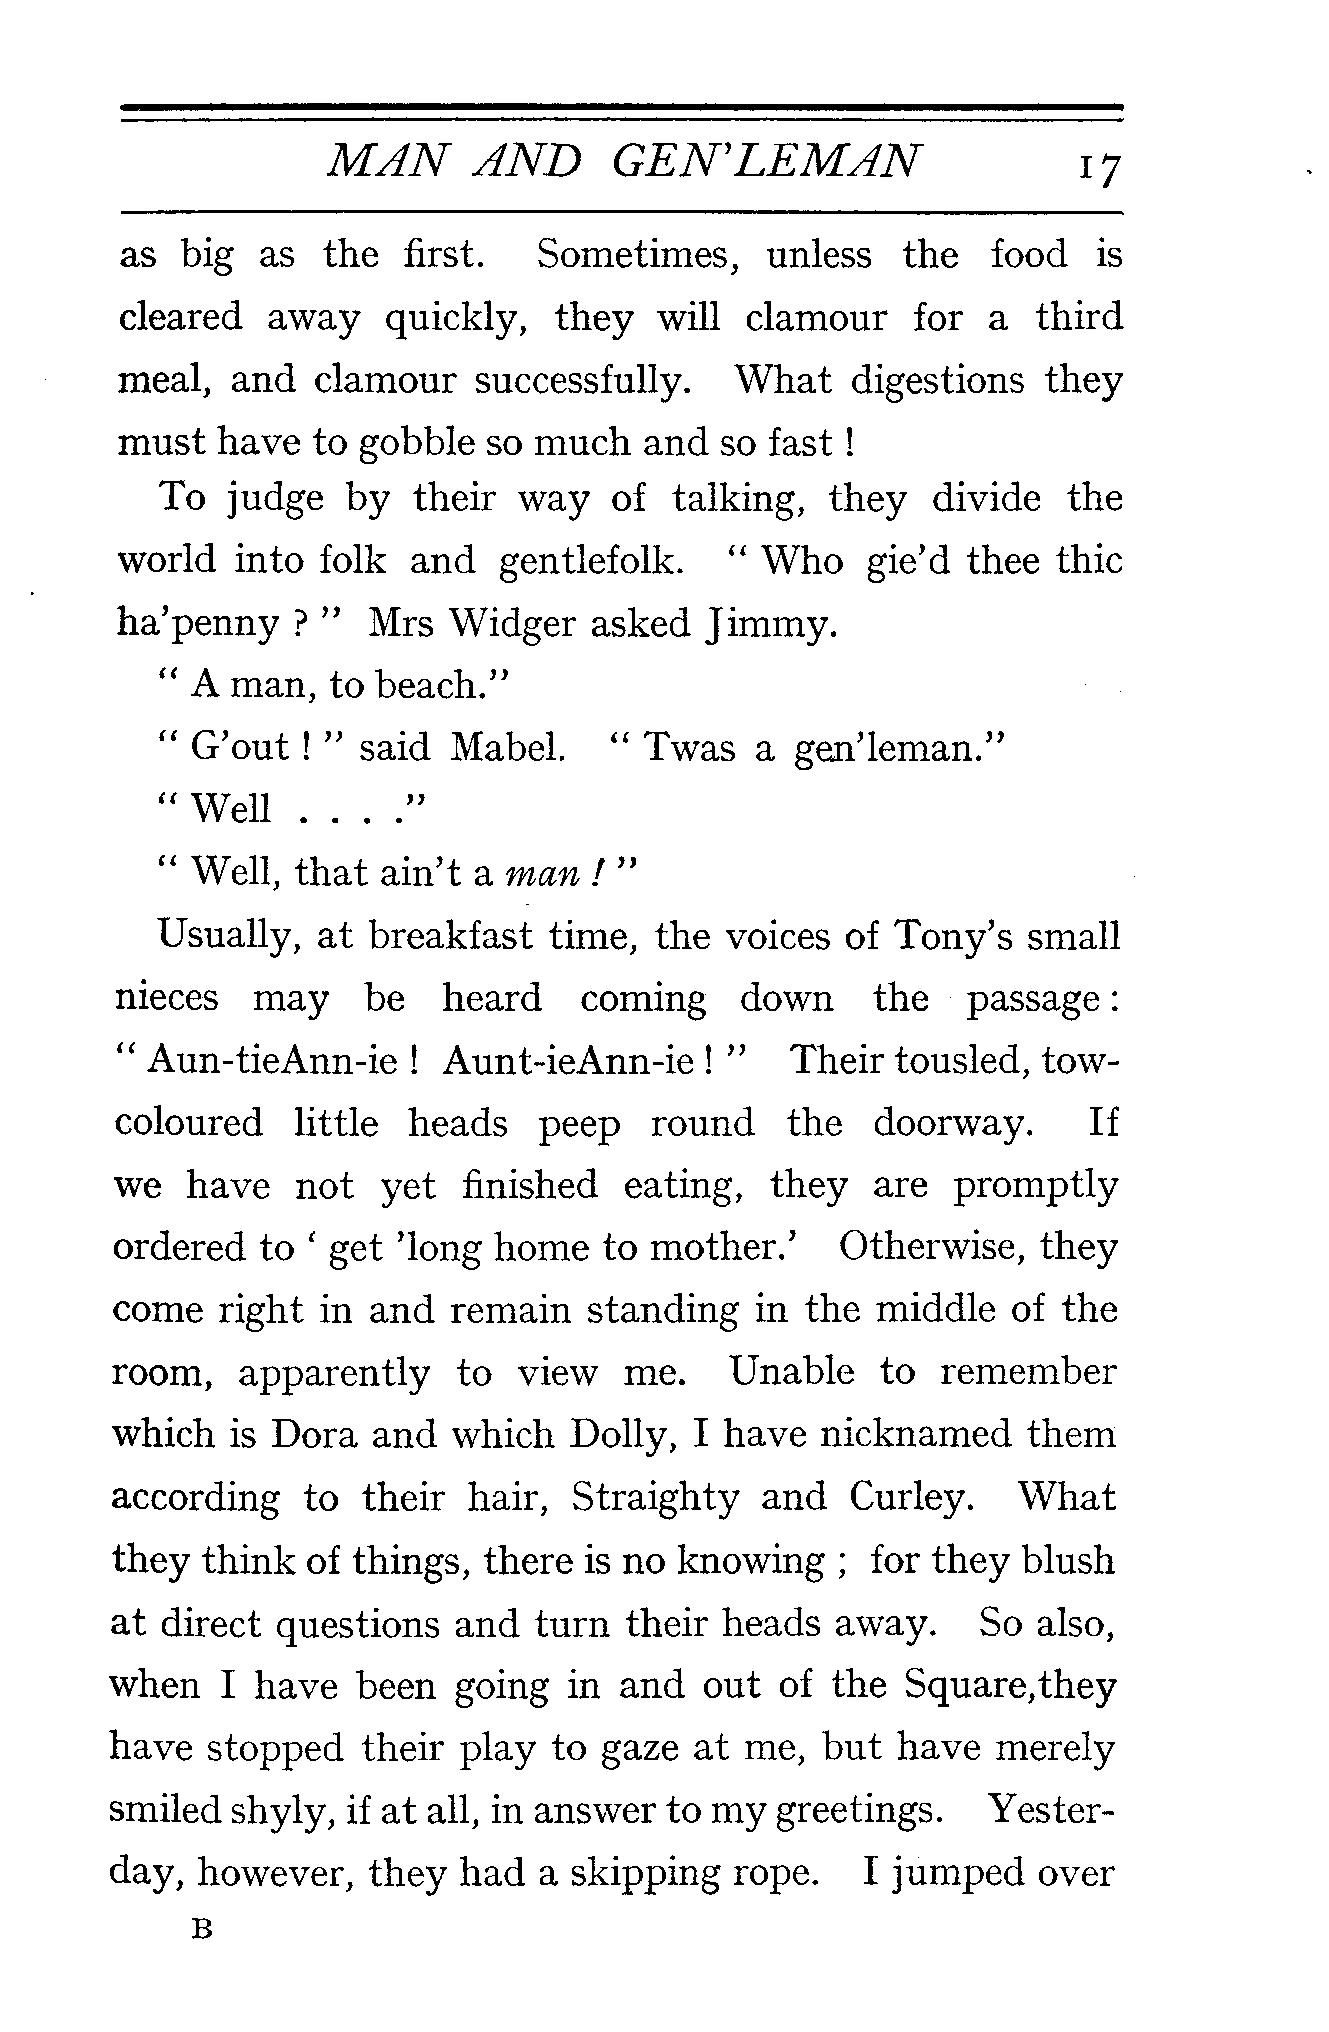 MAN AND GEN'LEMAN 17
as big as the first. Sometimes, unless the food is
cleared away quickly, they will clamour for a third
meal, and clamour successfully. What digestions they
must have to gobble so much and so fast !
To judge by their way of talking, they divide the
world into folk and gentlefolk. “ Who gie’d thee thic
ha’penny ? ” Mrs Widger asked Jimmy.
“ A man, to beach.”
“ G’out ! ” said Mabel. “ Twas a gen’leman.”
“ Well . . . .”
“ Well, that ain’t a man ! ”
Usually, at breakfast time, the voices of Tony’s small
nieces may be heard coming down the passage :
“ Aun-tieAnn-ie ! Aunt-ieAnn-ie ! ” Their tousled, tow-
coloured little heads peep round the doorway. If
we have not yet finished eating, they are promptly
ordered to ‘ get ’long home to mother.’ Otherwise, they
come right in and remain standing in the middle of the
room, apparently to view me. Unable to remember
which is Dora and which Dolly, I have nicknamed them
according to their hair, Straighty and Curley. What
they think of things, there is no knowing ; for they blush
at direct questions and turn their heads away. So also,
when I have been going in and out of the Square,they
have stopped their play to gaze at me, but have merely
smiled shyly, if at all, in answer to my greetings. Yester-
day, however, they had a skipping rope. I jumped over
B